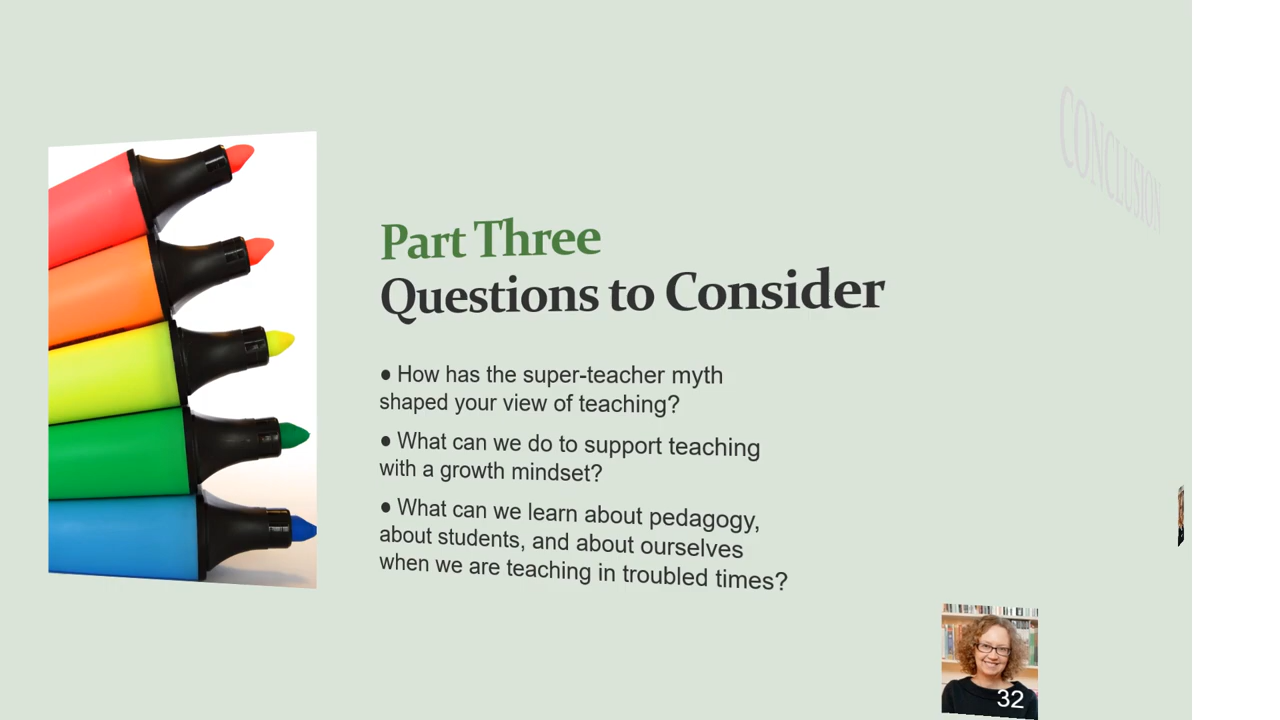 CONCLUSION
Part Three
Questions to Consider
● How has the super-teacher myth
shaped your view of teaching?
● What can we do to support teaching
with a growth mindset?
● What can we learn about pedagogy,
about students, and about ourselves
when we are teaching in troubled times?
32